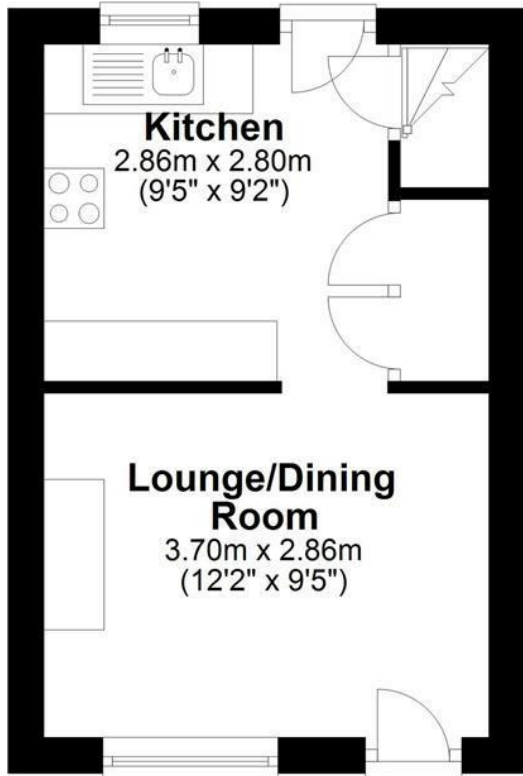 Kitchen
2.86m x 2.80m
(9'5" x 9'2")
Lounge/Dining
Room
3.70m x 2.86m
(12'2" x 9'5")